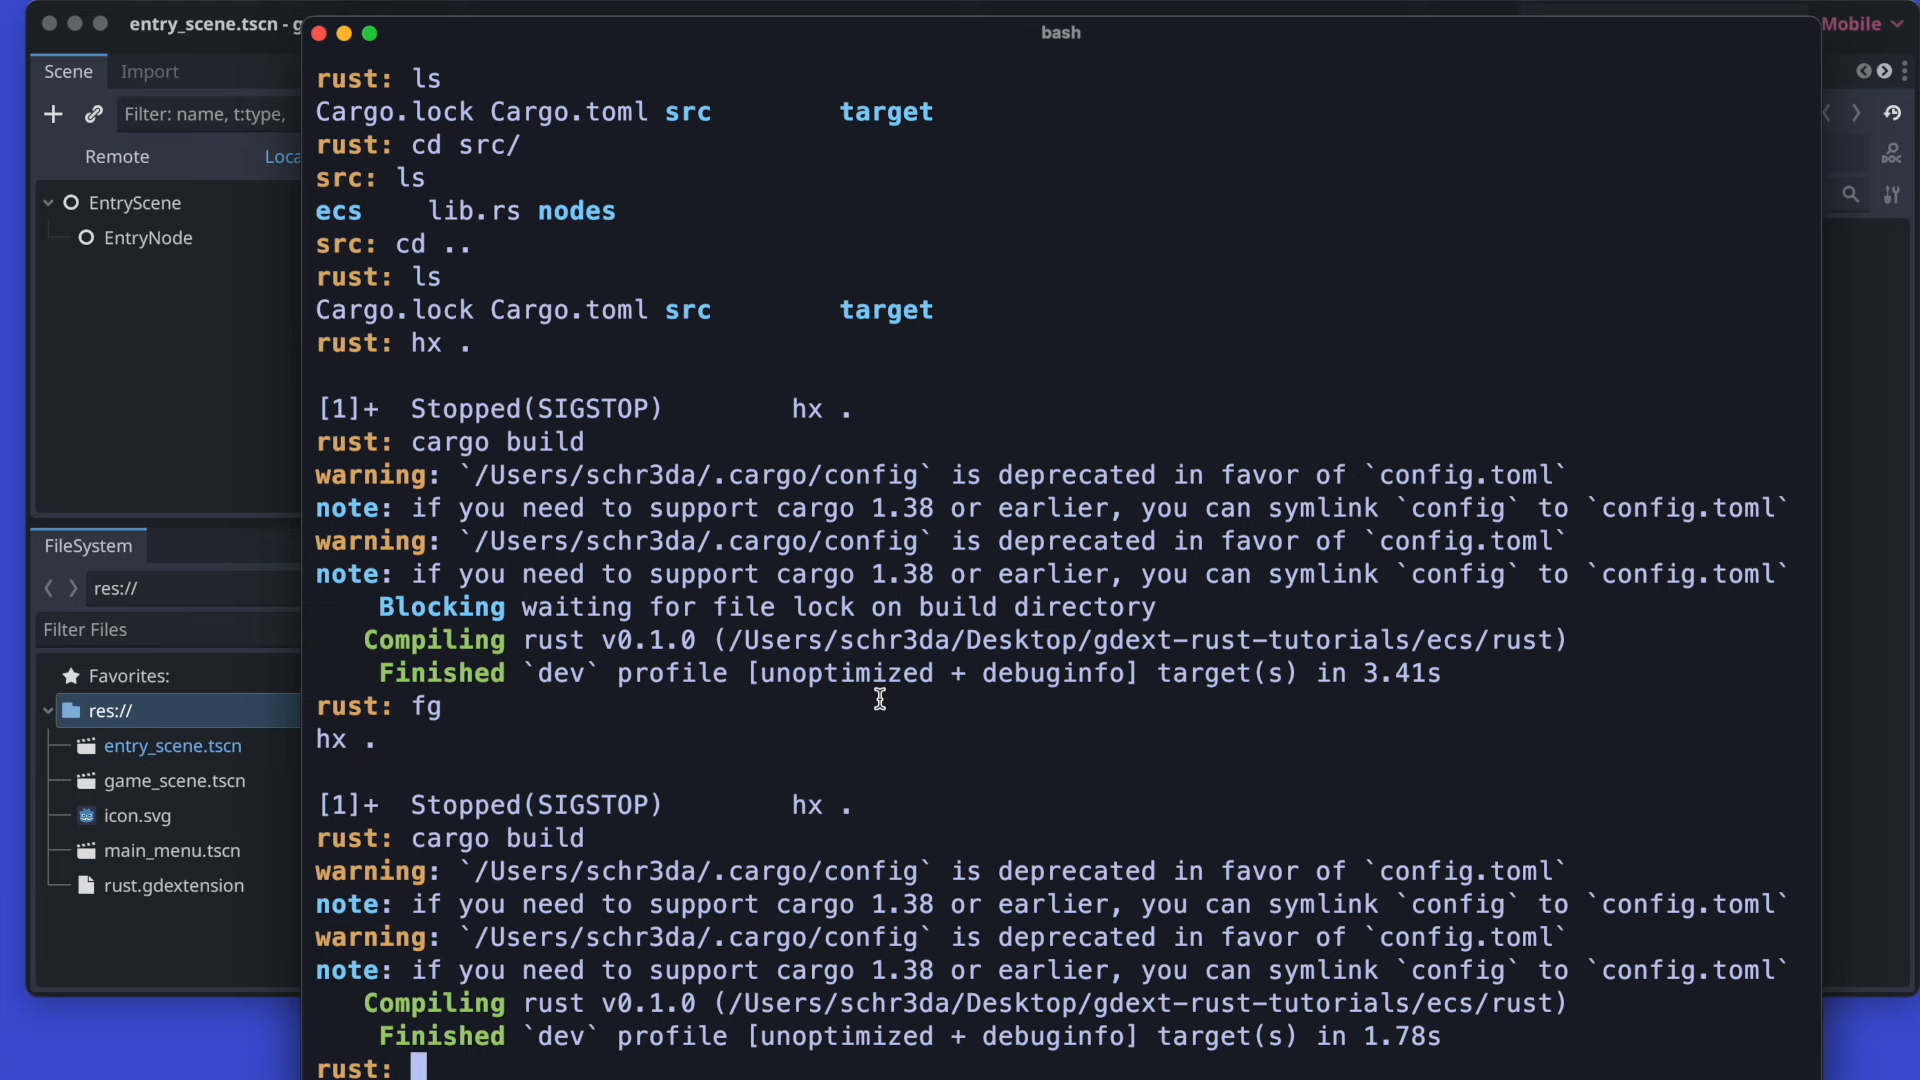 entry_scene.tscn - g
bash
Mobile
Scene
Import
Filter: name, t:type,
Remote
Loca
EntryScene
EntryNode
FileSystem
res://
Filter Files
Favorites:
res://
entry_scene.tscn
game_scene.tscn
icon.svg
main_menu.tscn
rust.gdextension
rust: ls
Cargo.lock Cargo.toml src target
rust: cd src/
src: ls
ecs lib.rs nodes
src: cd ..
rust: ls
Cargo.lock Cargo.toml src target
rust: hx .
[1]+ Stopped(SIGSTOP) hx .
rust: cargo build
warning: `/Users/schr3da/.cargo/config` is deprecated in favor of `config.toml`
note: if you need to support cargo 1.38 or earlier, you can symlink `config` to `config.toml`
warning: `/Users/schr3da/.cargo/config` is deprecated in favor of `config.toml`
note: if you need to support cargo 1.38 or earlier, you can symlink `config` to `config.toml`
Blocking waiting for file lock on build directory
Compiling rust v0.1.0 (/Users/schr3da/Desktop/gdext-rust-tutorials/ecs/rust)
Finished `dev` profile [unoptimized + debuginfo] target(s) in 3.41s
rust: fg
hx .
[1]+ Stopped(SIGSTOP) hx .
rust: cargo build
warning: `/Users/schr3da/.cargo/config` is deprecated in favor of `config.toml`
note: if you need to support cargo 1.38 or earlier, you can symlink `config` to `config.toml`
warning: `/Users/schr3da/.cargo/config` is deprecated in favor of `config.toml`
note: if you need to support cargo 1.38 or earlier, you can symlink `config` to `config.toml`
Compiling rust v0.1.0 (/Users/schr3da/Desktop/gdext-rust-tutorials/ecs/rust)
Finished `dev` profile [unoptimized + debuginfo] target(s) in 1.78s
rust:
DOC